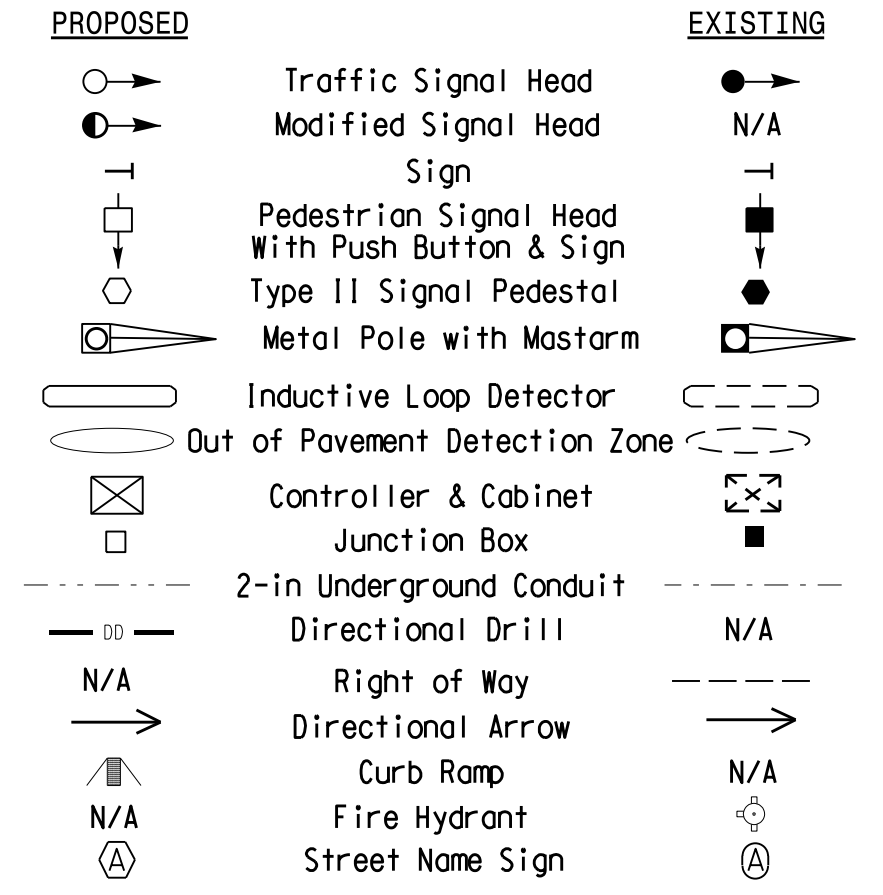 PROPOSED EXISTING
Traffic Signal Head
Modified Signal Head N/A
Sign
Pedestrian Signal Head
With Push Button & Sign
Type II Signal Pedestal
Metal Pole with Mastarm
Inductive Loop Detector
Out of Pavement Detection Zone
Controller & Cabinet
Junction Box
2-in Underground Conduit
DD Directional Drill N/A
N/A Right of Way
Directional Arrow
Curb Ramp N/A
N/A Fire Hydrant
A Street Name Sign A